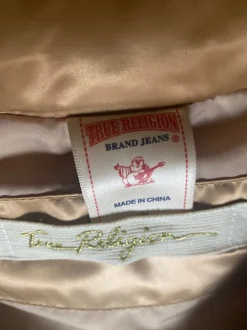 TRUE RELIGION
BRAND JEANS ®
MADE IN CHINA
True Religion